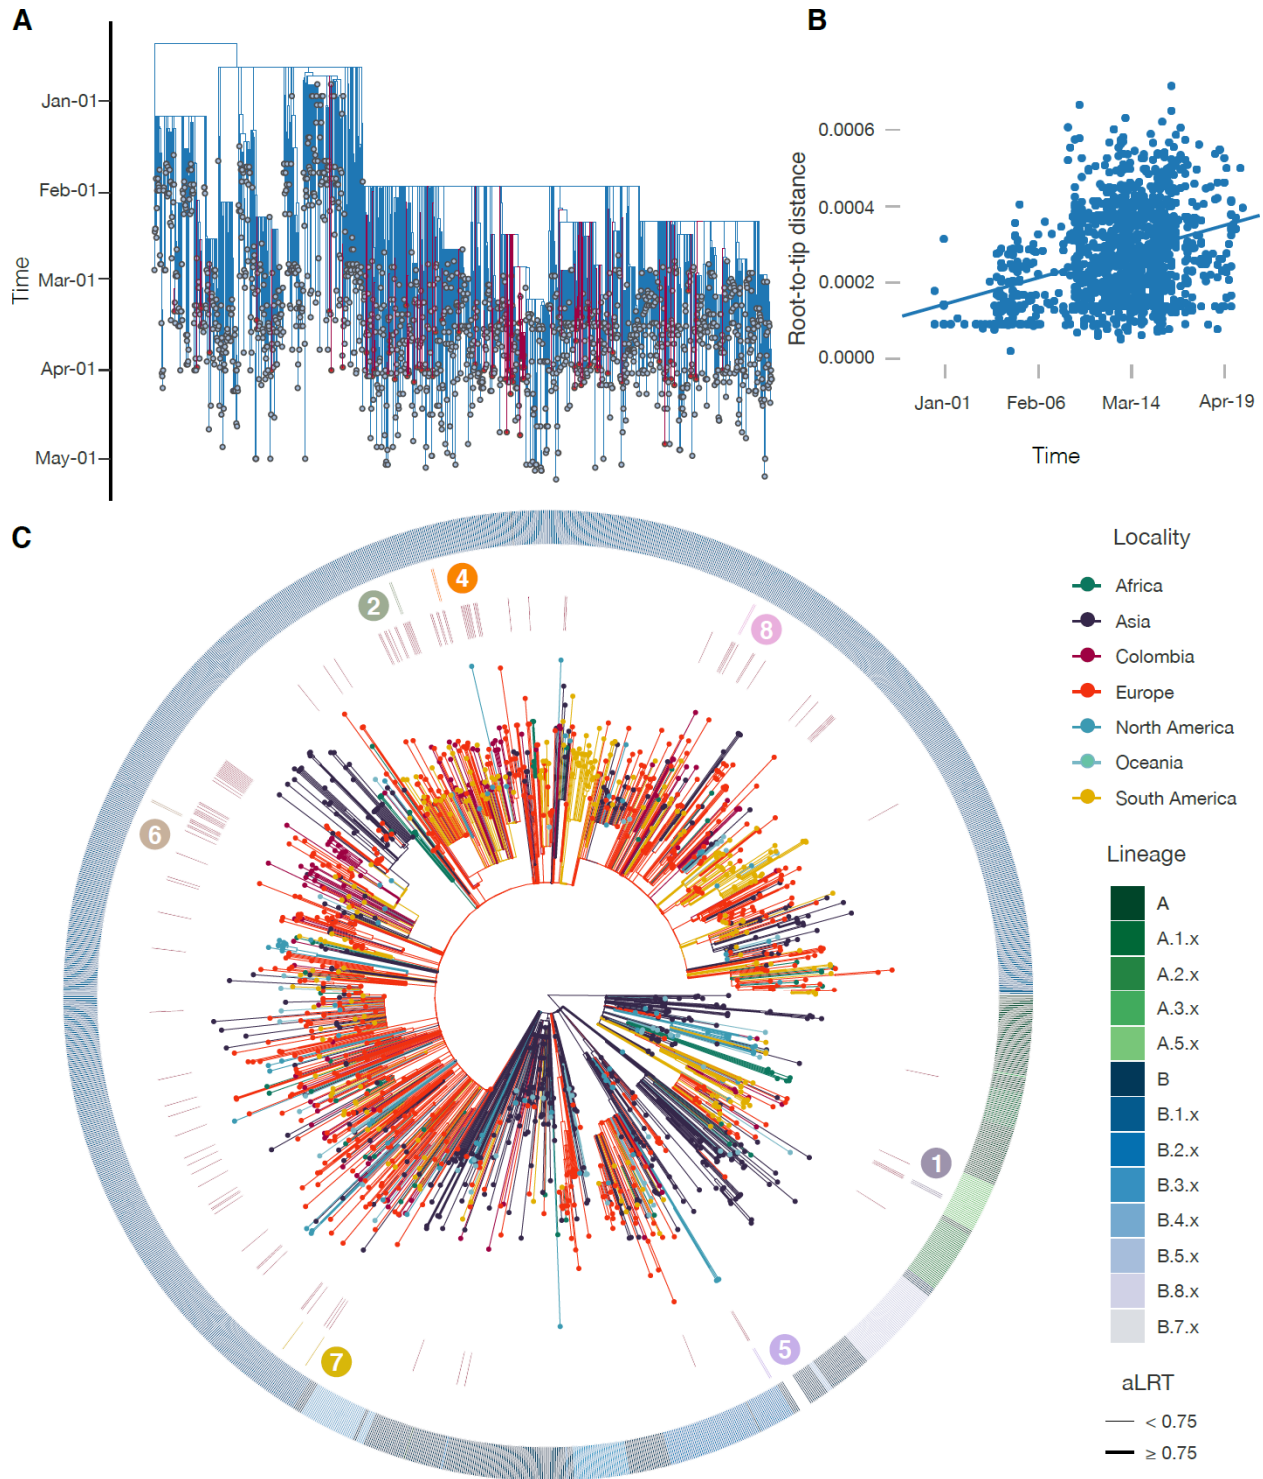 A
Time
Jan-01
Feb-01
Mar-01
Apr-01
May-01
B
Root-to-tip distance
0.0006
0.0004
0.0002
0.0000
Jan-01
Feb-06
Mar-14
Apr-19
Time
C
2
4
8
6
1
5
7
Locality
Africa
Asia
Colombia
Europe
North America
Oceania
South America
Lineage
A
A.1.x
A.2.x
A.3.x
A.5.x
B
B.1.x
B.2.x
B.3.x
B.4.x
B.5.x
B.8.x
B.7.x
aLRT
< 0.75
≥ 0.75